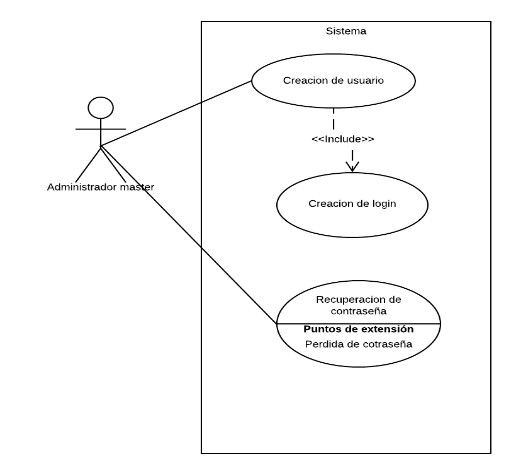 Sistema
Creacion de usuario
<<Include>>
Administrador master
Creacion de login
Recuperacion de
contraseña
Puntos de extensión
Perdida de cotraseña